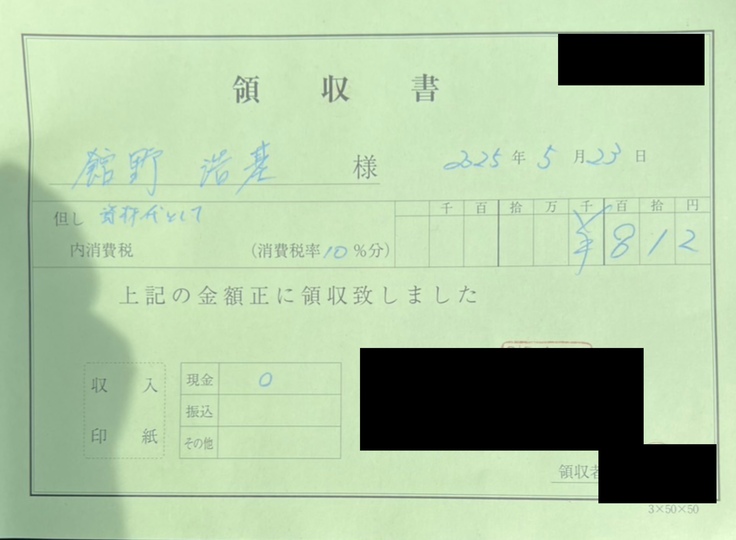 領収書
舘野 浩基 様
2025年5月23日
但し 資材代として
千百拾万千百拾円
¥812
内消費税 (消費税率10%分)
上記の金額正に領収致しました
収入
印紙
現金 0
振込
その他
領収者
3×50×50